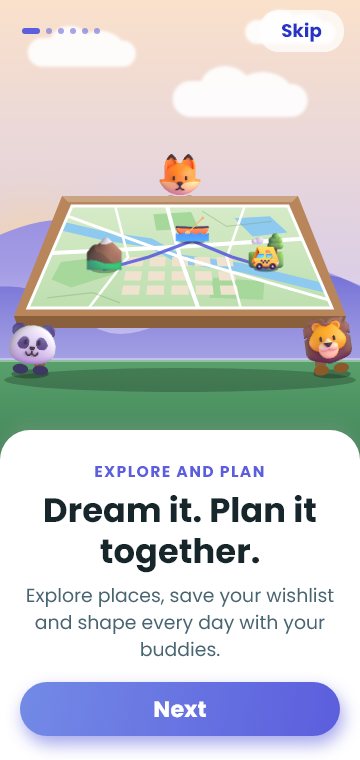 Skip
EXPLORE AND PLAN
Dream it. Plan it
together.
Explore places, save your wishlist
and shape every day with your
buddies.
Next